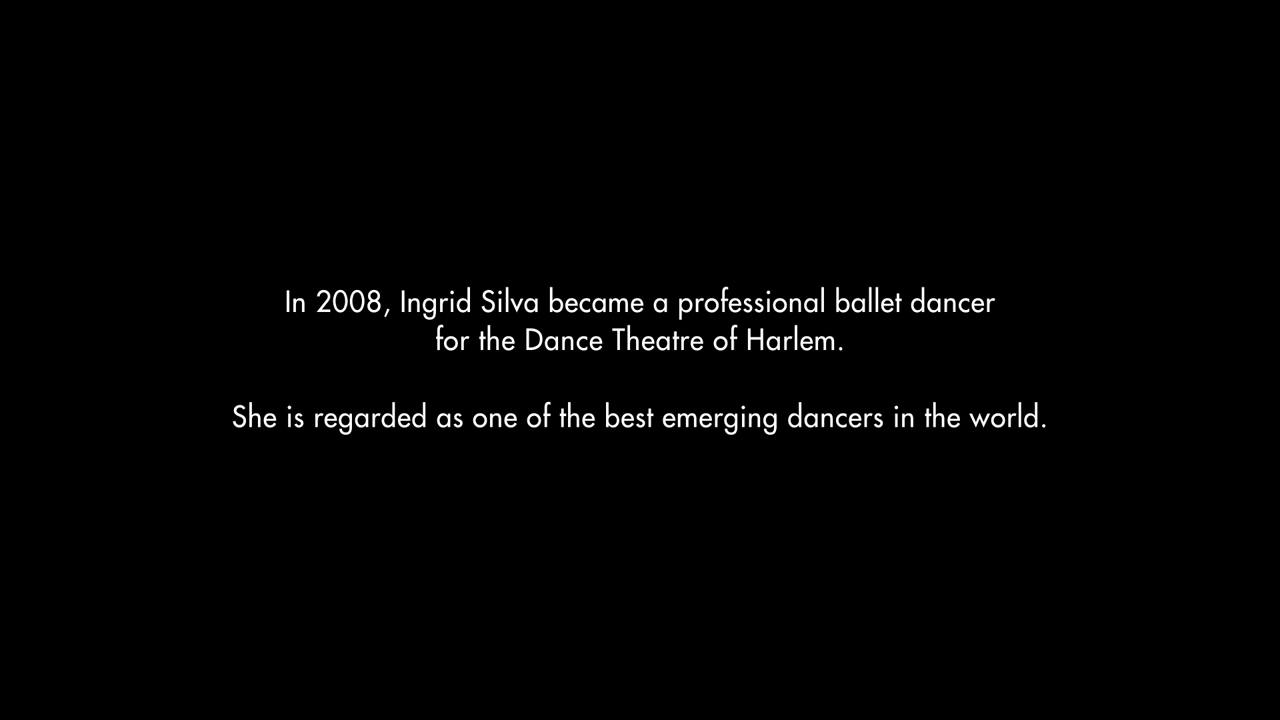 In 2008, Ingrid Silva became a professional ballet dancer
for the Dance Theatre of Harlem.
She is regarded as one of the best emerging dancers in the world.